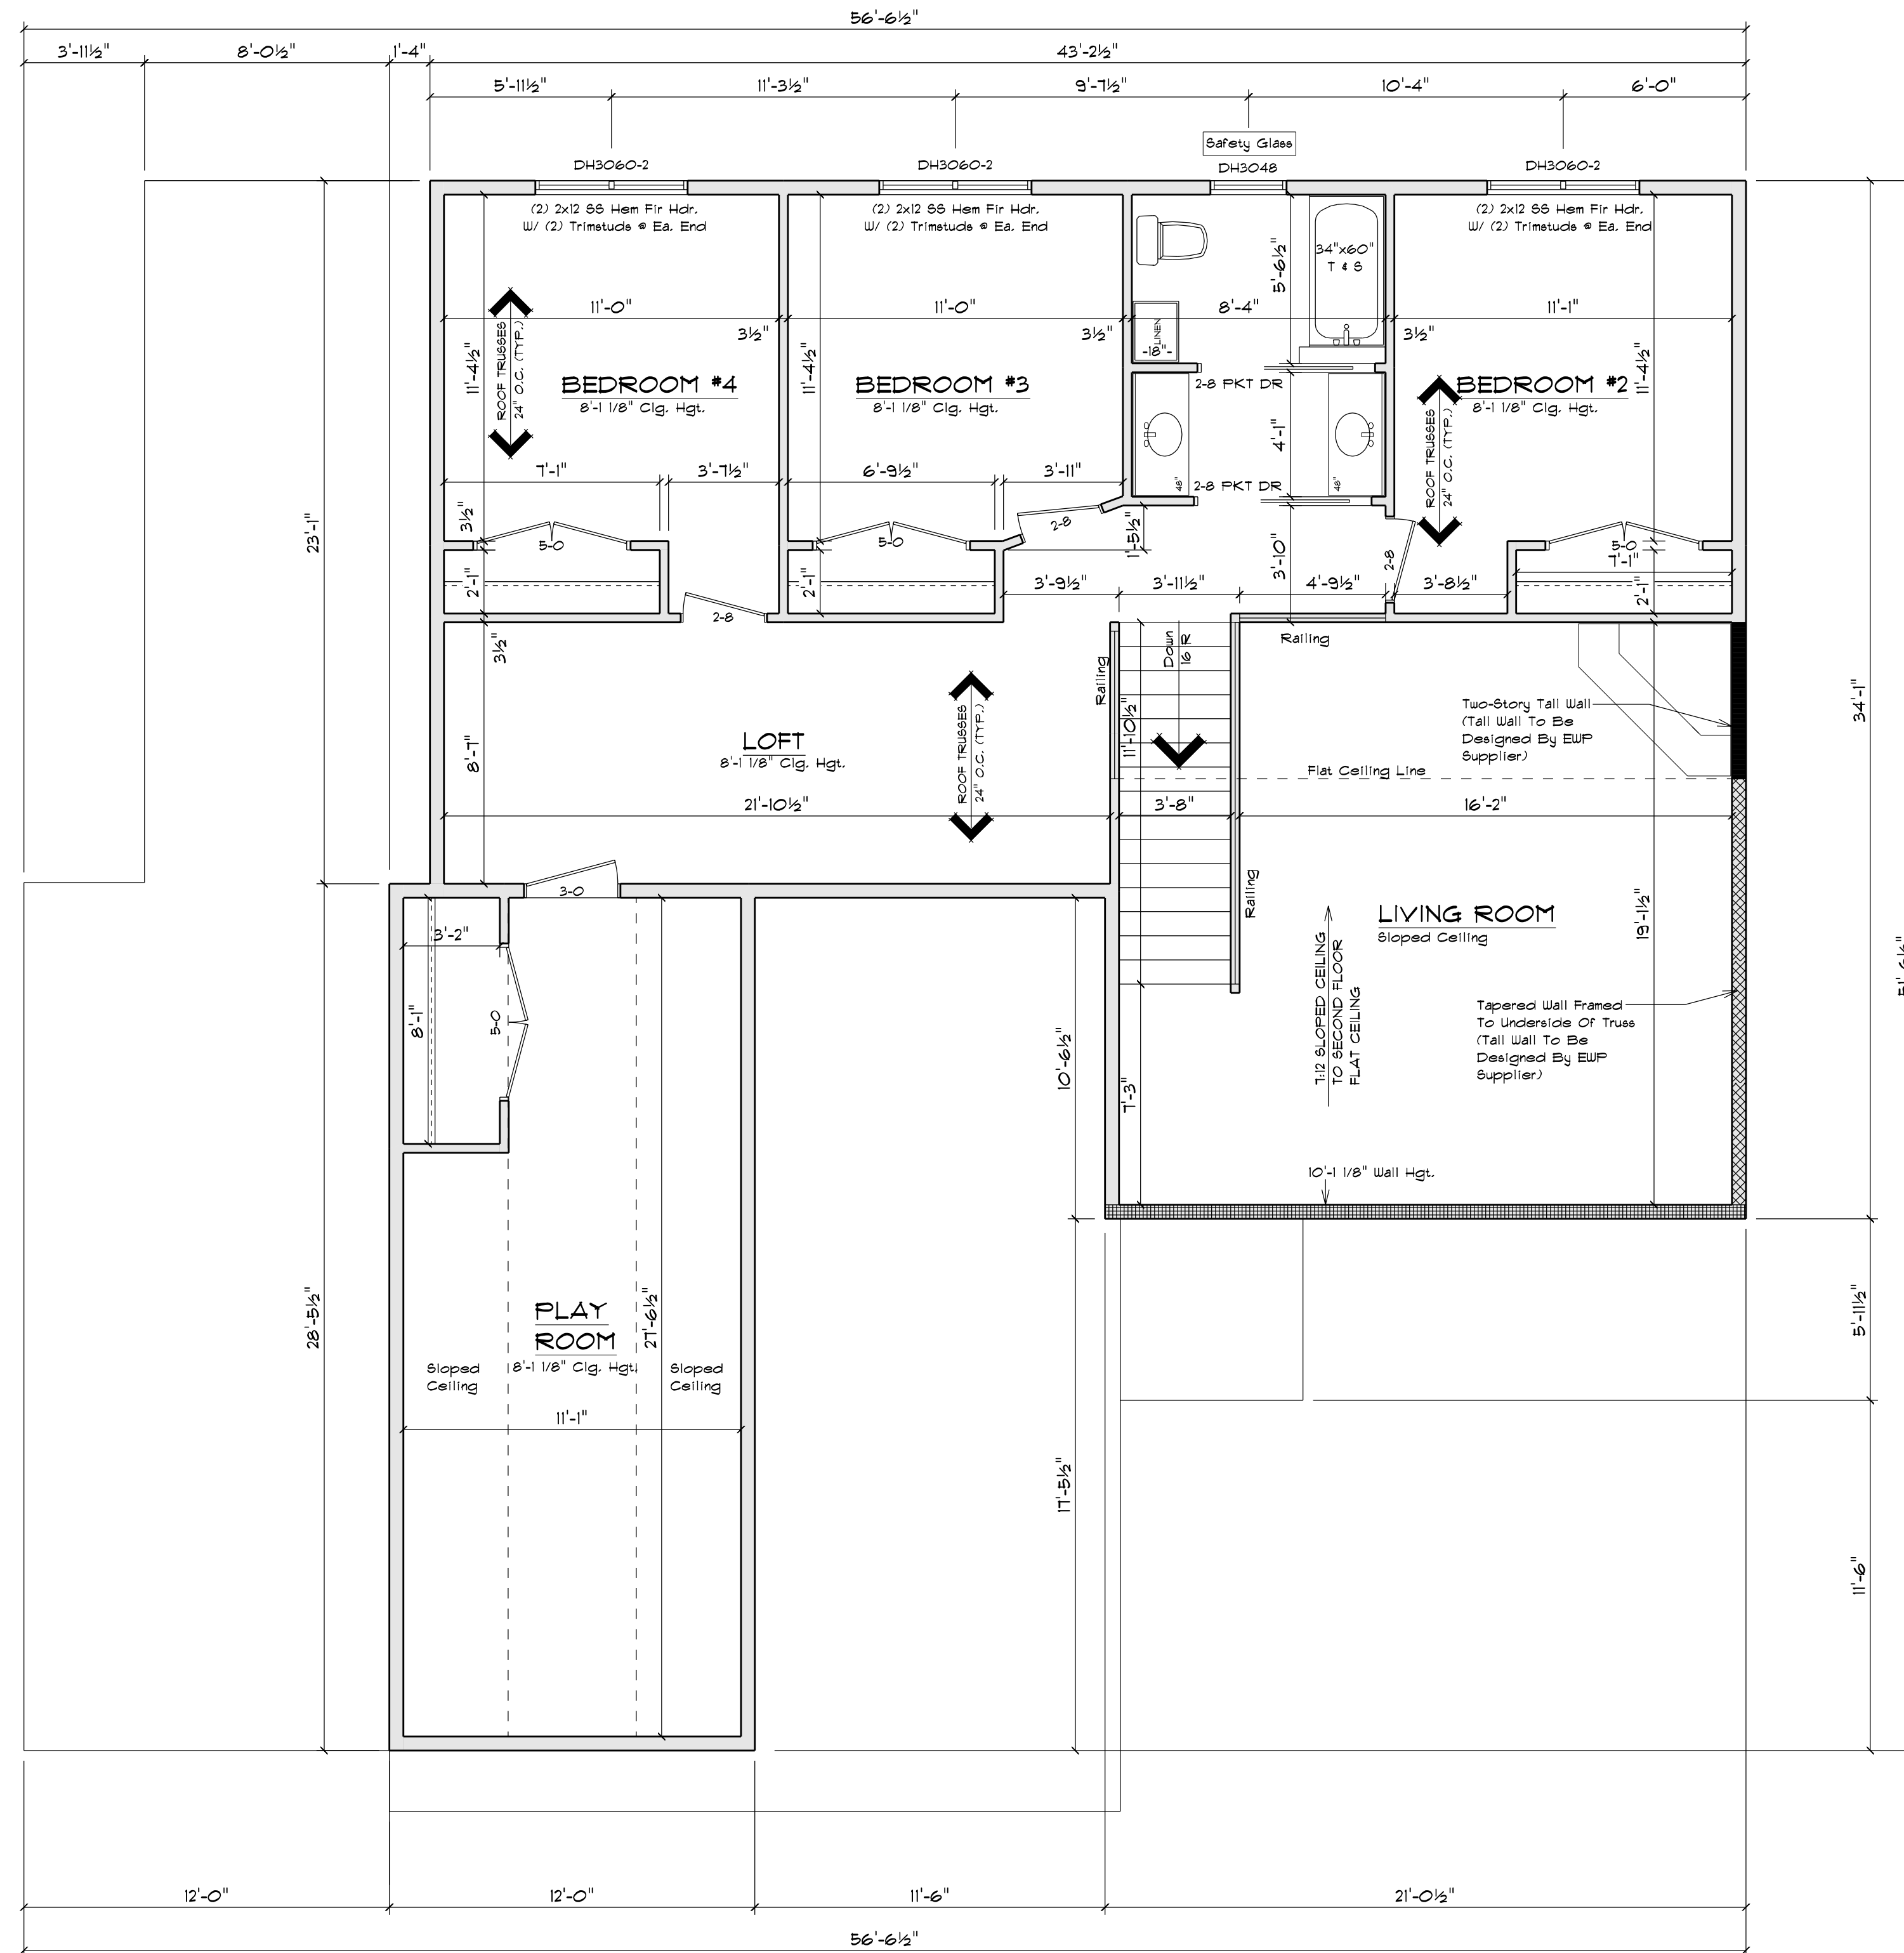 56'-6½"
3'-11½"
8'-0½"
1'-4"
43'-2½"
5'-11½"
11'-3½"
9'-7½"
10'-4"
6'-0"
Safety Glass
DH3060-2
DH3060-2
DH3048
DH3060-2
(2) 2x12 SS Hem Fir Hdr.
W/ (2) Trimstuds @ Ea. End
(2) 2x12 SS Hem Fir Hdr.
W/ (2) Trimstuds @ Ea. End
(2) 2x12 SS Hem Fir Hdr.
W/ (2) Trimstuds @ Ea. End
34"x60"
T & S
5'-6½"
11'-0"
11'-0"
8'-4"
11'-1"
3½"
3½"
3½"
LINEN
-18"-
11'-4½"
ROOF TRUSSES
24" O.C. (TYP.)
11'-4½"
11'-4½"
BEDROOM #4
8'-1 1/8" Clg. Hgt.
BEDROOM #3
8'-1 1/8" Clg. Hgt.
2-8 PKT DR
BEDROOM #2
8'-1 1/8" Clg. Hgt.
ROOF TRUSSES
24" O.C. (TYP.)
4'-1"
7'-1"
3'-7½"
6'-9½"
3'-11"
48"
2-8 PKT DR
48"
3½"
5-0
5-0
2-8
1'-5½"
3'-10"
2-8
5-0
7'-1"
2'-1"
2'-1"
2'-1"
3'-9½"
3'-11½"
4'-9½"
3'-8½"
2-8
23'-1"
3½"
Railing
Down
16 R
Railing
34'-1"
51'-6½"
8'-7"
LOFT
8'-1 1/8" Clg. Hgt.
ROOF TRUSSES
24" O.C. (TYP.)
11'-10½"
Two-Story Tall Wall
(Tall Wall To Be
Designed By EWP
Supplier)
Flat Ceiling Line
21'-10½"
3'-8"
16'-2"
3-0
Railing
LIVING ROOM
Sloped Ceiling
19'-1½"
3'-2"
8'-1"
5-0
10'-6½"
7'-3"
7:12 SLOPED CEILING
TO SECOND FLOOR
FLAT CEILING
Tapered Wall Framed
To Underside Of Truss
(Tall Wall To Be
Designed By EWP
Supplier)
10'-1 1/8" Wall Hgt.
28'-5½"
PLAY
ROOM
8'-1 1/8" Clg. Hgt.
27'-6½"
Sloped
Ceiling
Sloped
Ceiling
11'-1"
5'-11½"
17'-5½"
11'-6"
12'-0"
12'-0"
11'-6"
21'-0½"
56'-6½"